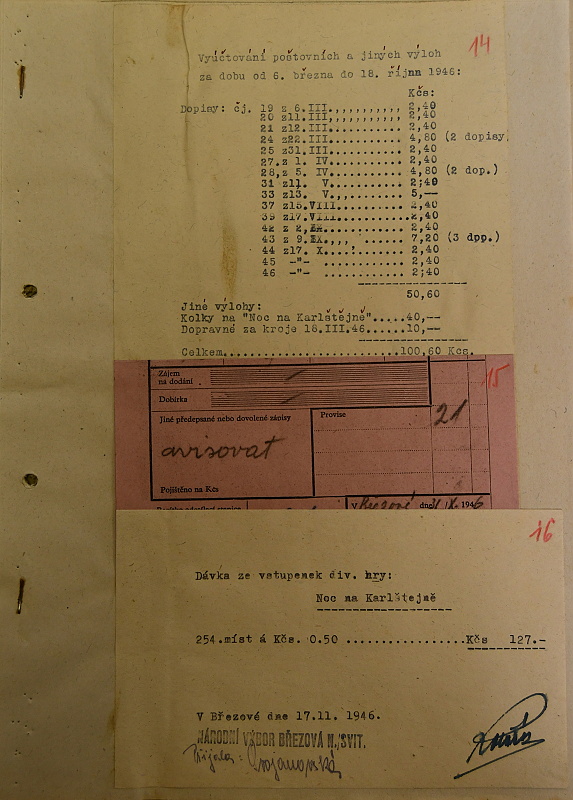 14
Vyúčtování poštovních a jiných výloh
za dobu od 6. března do 18. října 1946:
Kčs:
Dopisy: čj. 19 z 6.III.,,,,,,,,,, 2,40
20 z11.III.,,,,,,,,,, 2,40
21 z12.III.......... 2,40
24 z22.III.......... 4,80 (2 dopisy,
25 z31.III.......... 2,40
27.z 1. IV.......... 2,40
28,z 5. IV.......... 4,80 (2 dop.)
31 z11. V.......... 2;40
33 z13. V.,........ 5,--
37 z15.VIII......... 2,40
39 z17.VIII......... 2,40
42 z 2. IX.......... 2,40
43 z 9.IX.,,, ...... 7,20 (3 dpp.)
44 z17. X....'...... 2,40
45 -"- .......... 2,40
46 -"- .......... 2;40
50,60
Jiné výlohy:
Kolky na "Noc na Karlštejně".....40,--
Dopravné za kroje 18.III.46......10,--
Celkem..........................100,60 Kčs.
15
Zájem
na dodání
Dobírka
Jiné předepsané nebo dovolené zápisy
Provise
21
avisovat
Pojištěno na Kčs
v Březové dne 1946
16
Dávka ze vstupenek div. hry:
Noc na Karlštejně
254.míst á Kčs. 0.50 .................Kčs 127.-
V Březové dne 17.11. 1946.
NÁRODNÍ VÝBOR BŘEZOVÁ N./SVIT.
Přijala: